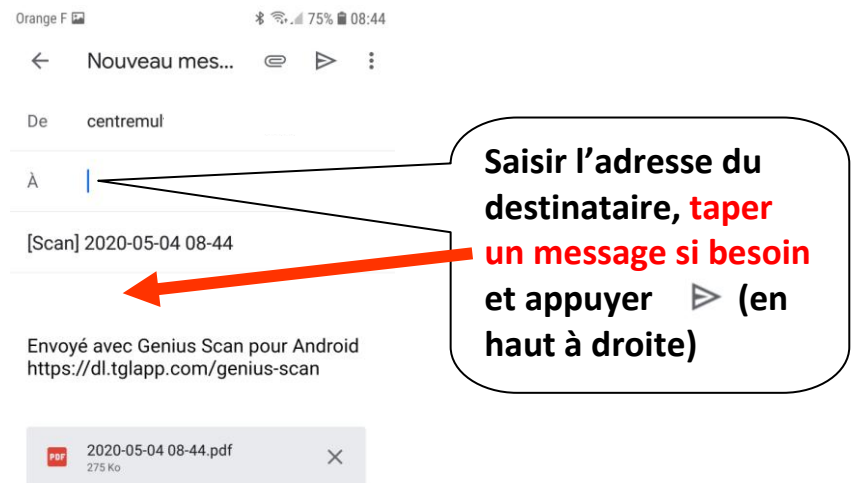 Orange F 75% 08:44
Nouveau mes...
De centremul
À
[Scan] 2020-05-04 08-44
Envoyé avec Genius Scan pour Android
https://dl.tglapp.com/genius-scan
PDF 2020-05-04 08-44.pdf
275 Ko
Saisir l’adresse du
destinataire, taper
un message si besoin
et appuyer (en
haut à droite)